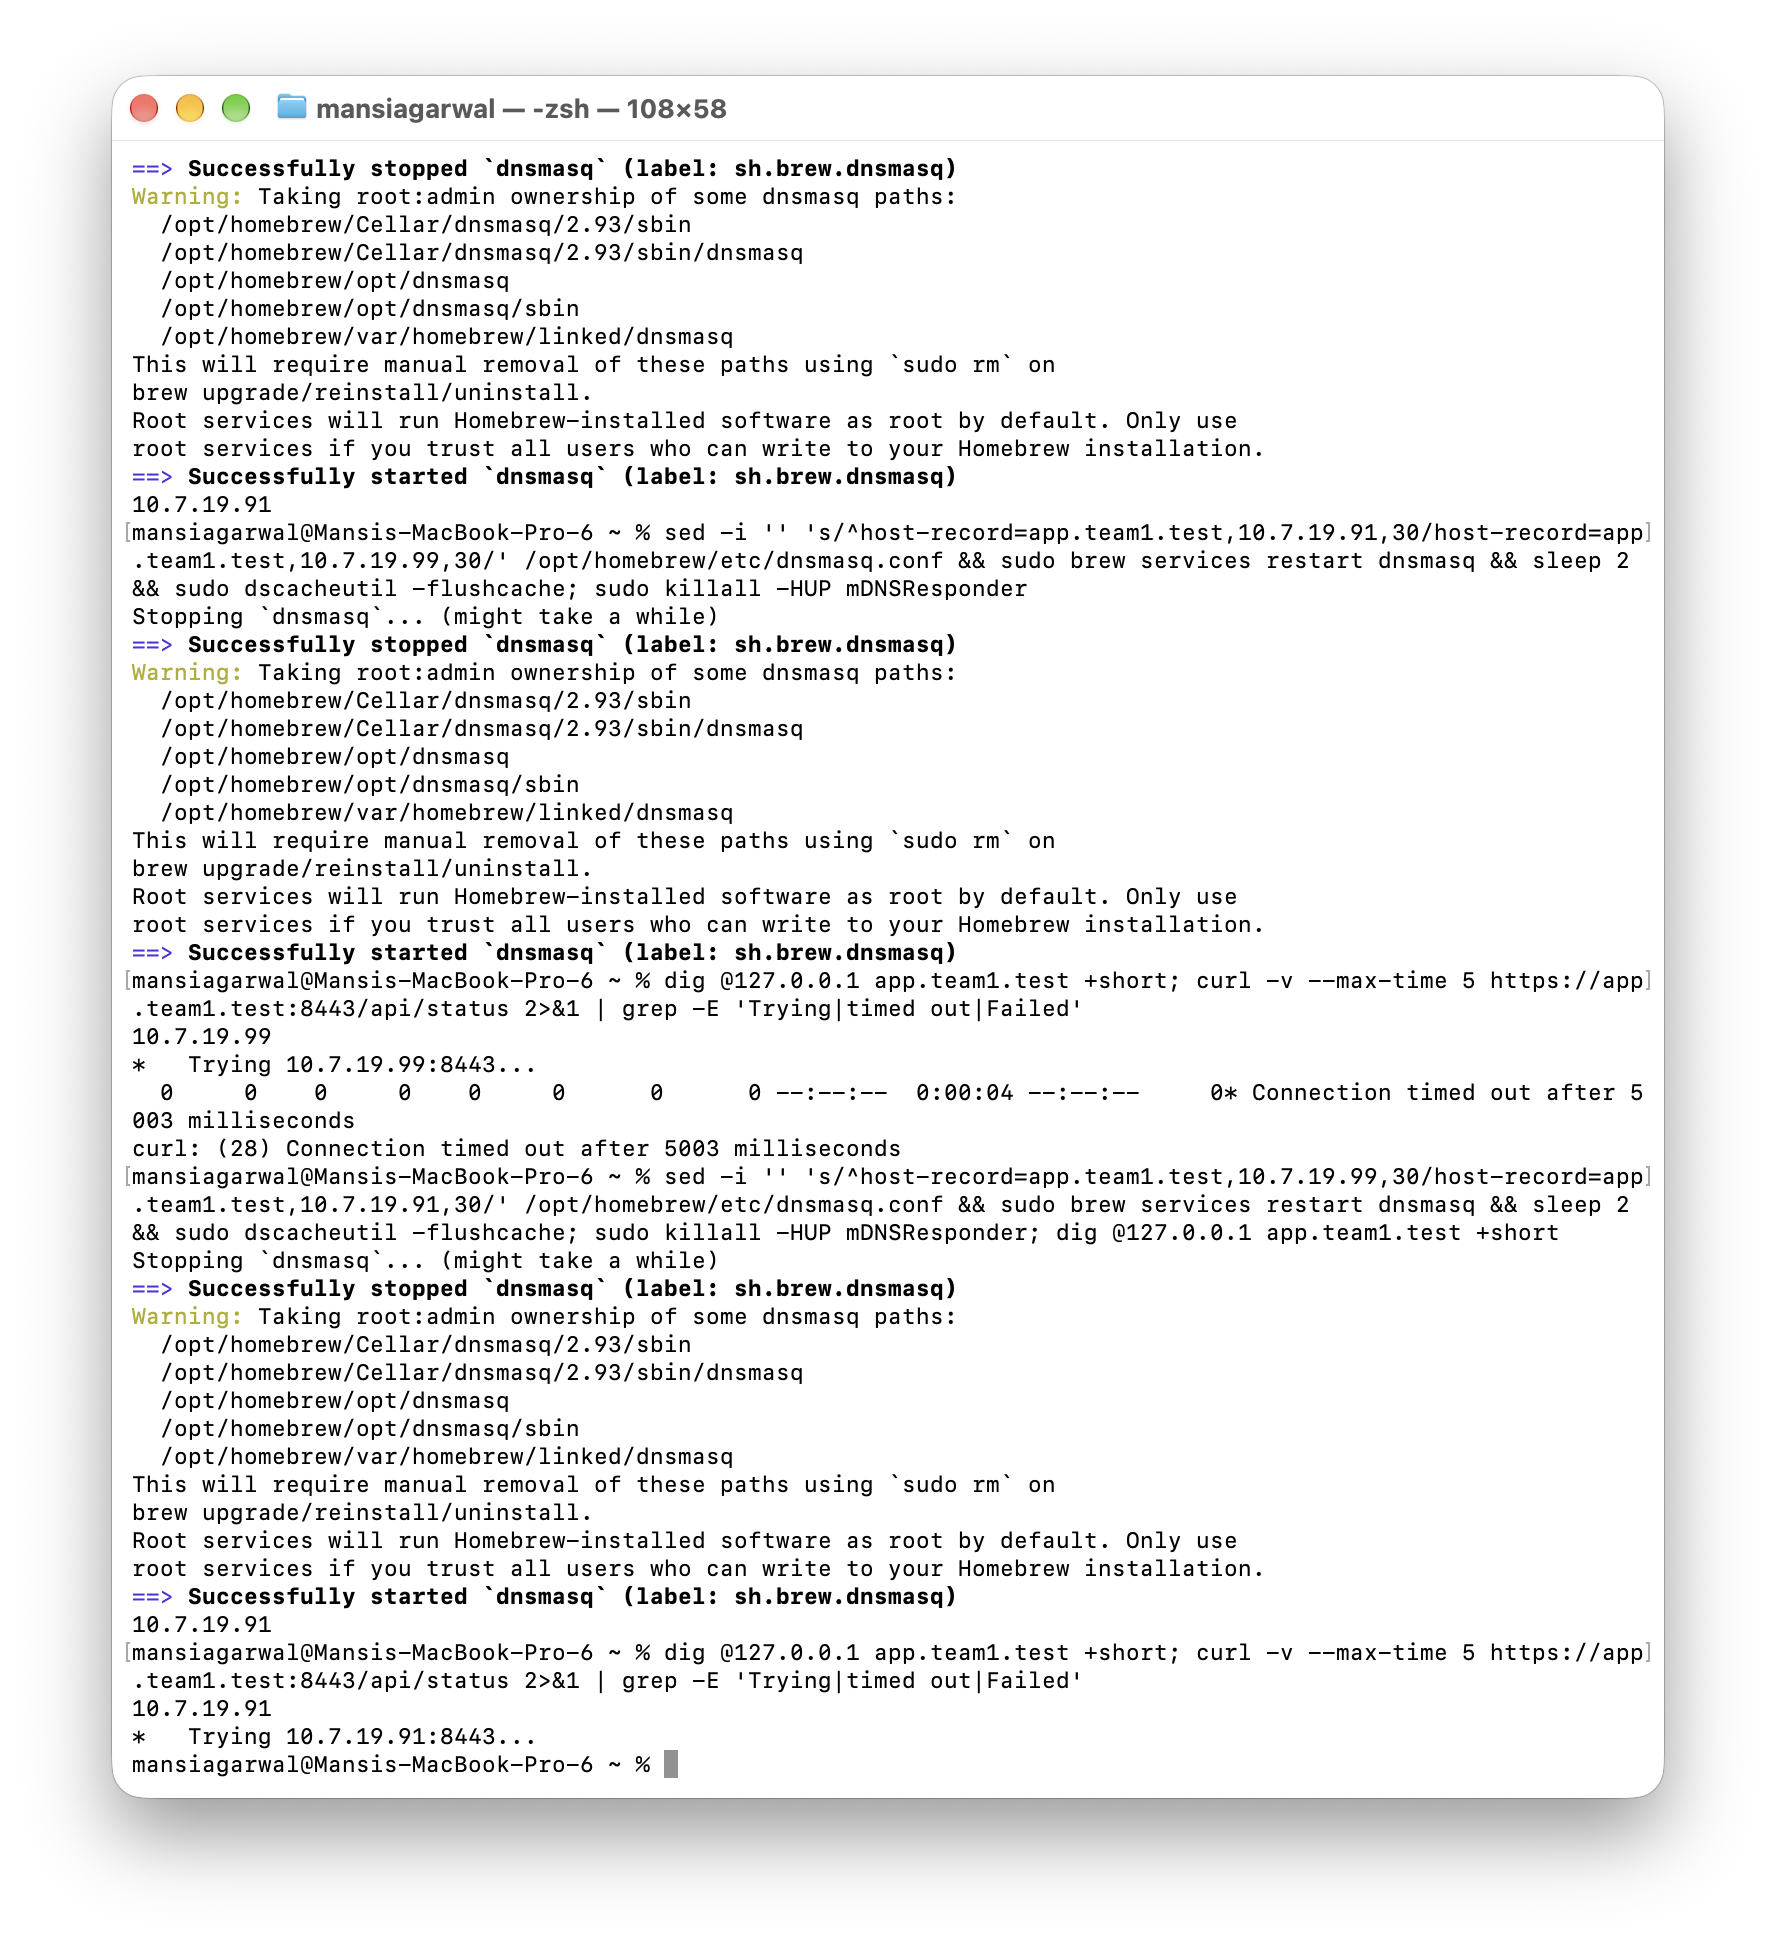 mansiagarwal — -zsh — 108×58
==> Successfully stopped `dnsmasq` (label: sh.brew.dnsmasq)
Warning: Taking root:admin ownership of some dnsmasq paths:
  /opt/homebrew/Cellar/dnsmasq/2.93/sbin
  /opt/homebrew/Cellar/dnsmasq/2.93/sbin/dnsmasq
  /opt/homebrew/opt/dnsmasq
  /opt/homebrew/opt/dnsmasq/sbin
  /opt/homebrew/var/homebrew/linked/dnsmasq
This will require manual removal of these paths using `sudo rm` on
brew upgrade/reinstall/uninstall.
Root services will run Homebrew-installed software as root by default. Only use
root services if you trust all users who can write to your Homebrew installation.
==> Successfully started `dnsmasq` (label: sh.brew.dnsmasq)
10.7.19.91
[mansiagarwal@Mansis-MacBook-Pro-6 ~ % sed -i '' 's/^host-record=app.team1.test,10.7.19.91,30/host-record=app]
.team1.test,10.7.19.99,30/' /opt/homebrew/etc/dnsmasq.conf && sudo brew services restart dnsmasq && sleep 2
&& sudo dscacheutil -flushcache; sudo killall -HUP mDNSResponder
Stopping `dnsmasq`... (might take a while)
==> Successfully stopped `dnsmasq` (label: sh.brew.dnsmasq)
Warning: Taking root:admin ownership of some dnsmasq paths:
  /opt/homebrew/Cellar/dnsmasq/2.93/sbin
  /opt/homebrew/Cellar/dnsmasq/2.93/sbin/dnsmasq
  /opt/homebrew/opt/dnsmasq
  /opt/homebrew/opt/dnsmasq/sbin
  /opt/homebrew/var/homebrew/linked/dnsmasq
This will require manual removal of these paths using `sudo rm` on
brew upgrade/reinstall/uninstall.
Root services will run Homebrew-installed software as root by default. Only use
root services if you trust all users who can write to your Homebrew installation.
==> Successfully started `dnsmasq` (label: sh.brew.dnsmasq)
[mansiagarwal@Mansis-MacBook-Pro-6 ~ % dig @127.0.0.1 app.team1.test +short; curl -v --max-time 5 https://app]
.team1.test:8443/api/status 2>&1 | grep -E 'Trying|timed out|Failed'
10.7.19.99
*   Trying 10.7.19.99:8443...
  0     0    0     0    0     0      0      0 --:--:--  0:00:04 --:--:--     0* Connection timed out after 5
003 milliseconds
curl: (28) Connection timed out after 5003 milliseconds
[mansiagarwal@Mansis-MacBook-Pro-6 ~ % sed -i '' 's/^host-record=app.team1.test,10.7.19.99,30/host-record=app]
.team1.test,10.7.19.91,30/' /opt/homebrew/etc/dnsmasq.conf && sudo brew services restart dnsmasq && sleep 2
&& sudo dscacheutil -flushcache; sudo killall -HUP mDNSResponder; dig @127.0.0.1 app.team1.test +short
Stopping `dnsmasq`... (might take a while)
==> Successfully stopped `dnsmasq` (label: sh.brew.dnsmasq)
Warning: Taking root:admin ownership of some dnsmasq paths:
  /opt/homebrew/Cellar/dnsmasq/2.93/sbin
  /opt/homebrew/Cellar/dnsmasq/2.93/sbin/dnsmasq
  /opt/homebrew/opt/dnsmasq
  /opt/homebrew/opt/dnsmasq/sbin
  /opt/homebrew/var/homebrew/linked/dnsmasq
This will require manual removal of these paths using `sudo rm` on
brew upgrade/reinstall/uninstall.
Root services will run Homebrew-installed software as root by default. Only use
root services if you trust all users who can write to your Homebrew installation.
==> Successfully started `dnsmasq` (label: sh.brew.dnsmasq)
10.7.19.91
[mansiagarwal@Mansis-MacBook-Pro-6 ~ % dig @127.0.0.1 app.team1.test +short; curl -v --max-time 5 https://app]
.team1.test:8443/api/status 2>&1 | grep -E 'Trying|timed out|Failed'
10.7.19.91
*   Trying 10.7.19.91:8443...
mansiagarwal@Mansis-MacBook-Pro-6 ~ %